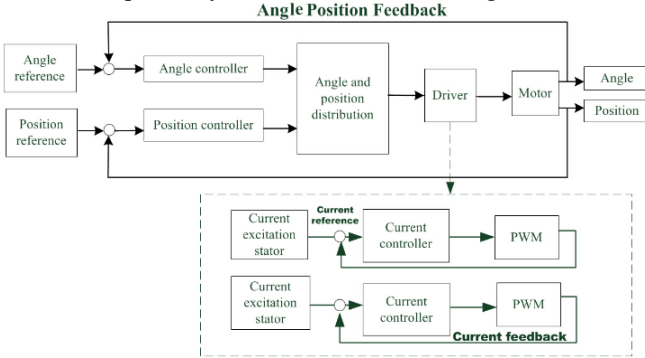 Angle Position Feedback
Angle
reference
Angle controller
Angle and
position
distribution
Driver
Motor
Angle
Position
Position
reference
Position controller
Current
excitation
stator
Current
reference
Current
controller
PWM
Current
excitation
stator
Current
controller
PWM
Current feedback